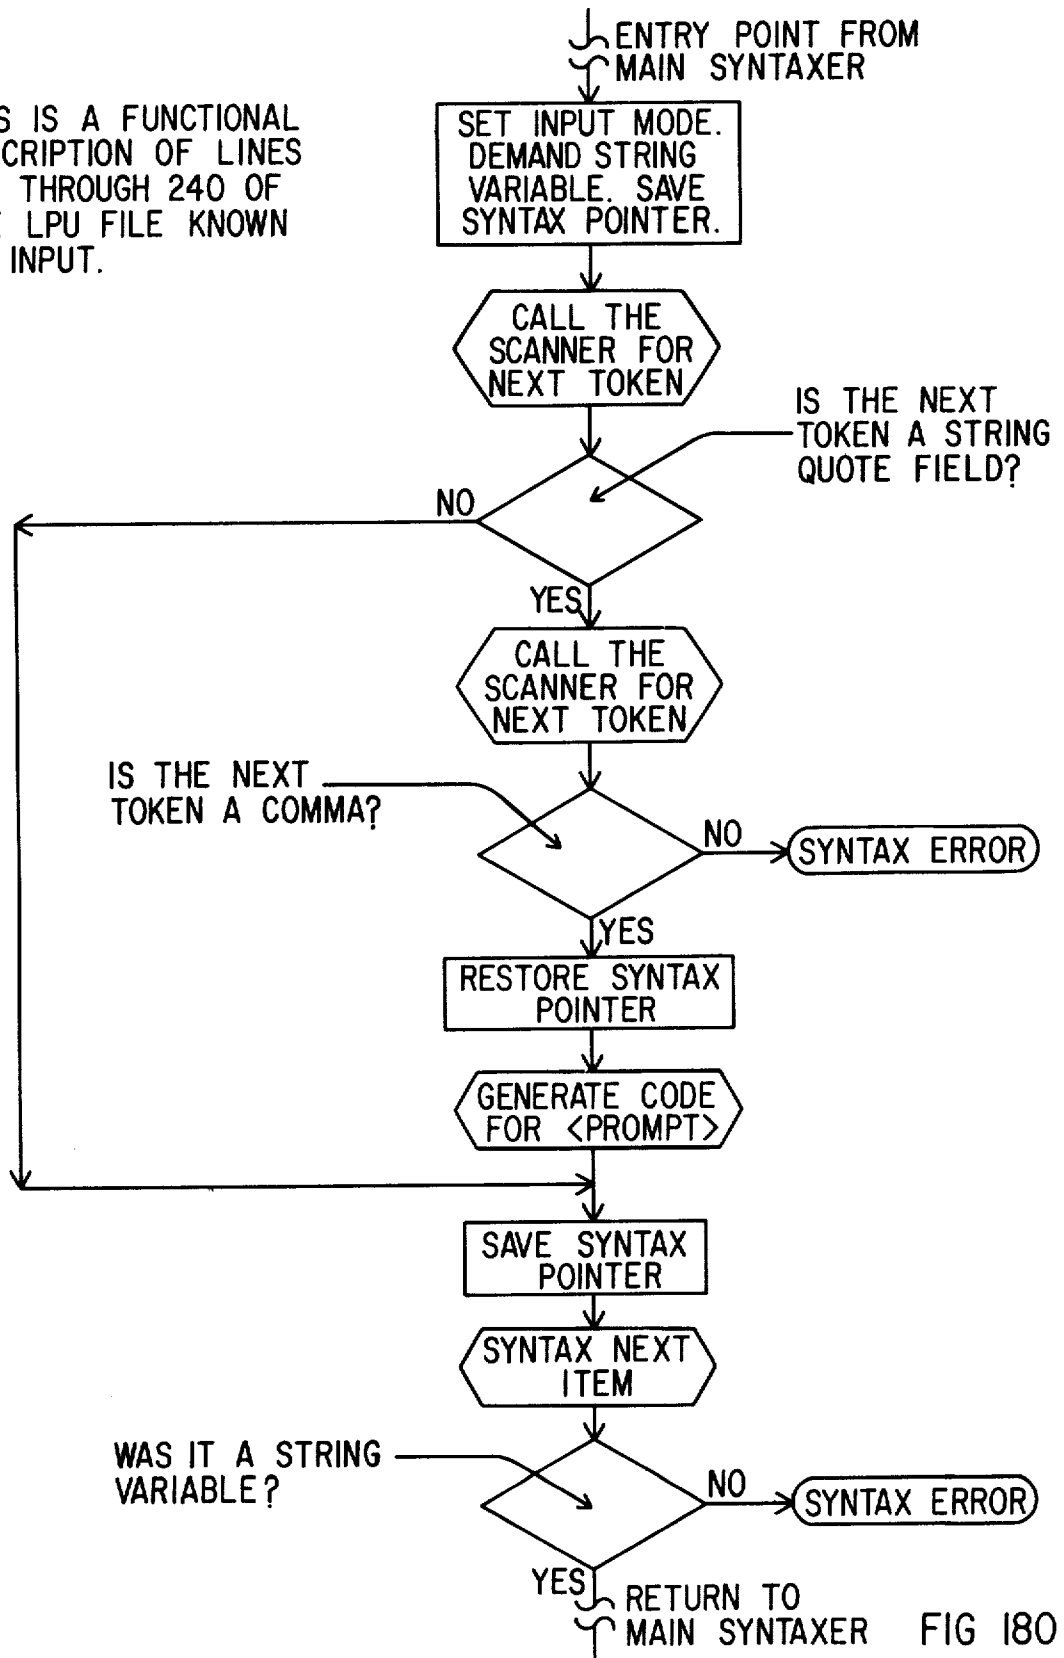 ENTRY POINT FROM
MAIN SYNTAXER
S IS A FUNCTIONAL
CRIPTION OF LINES
THROUGH 240 OF
LPU FILE KNOWN
INPUT.
SET INPUT MODE.
DEMAND STRING
VARIABLE. SAVE
SYNTAX POINTER.
CALL THE
SCANNER FOR
NEXT TOKEN
IS THE NEXT
TOKEN A STRING
QUOTE FIELD?
NO
YES
CALL THE
SCANNER FOR
NEXT TOKEN
IS THE NEXT
TOKEN A COMMA?
NO
SYNTAX ERROR
YES
RESTORE SYNTAX
POINTER
GENERATE CODE
FOR <PROMPT>
SAVE SYNTAX
POINTER
SYNTAX NEXT
ITEM
WAS IT A STRING
VARIABLE?
NO
SYNTAX ERROR
YES
RETURN TO
MAIN SYNTAXER
FIG 180